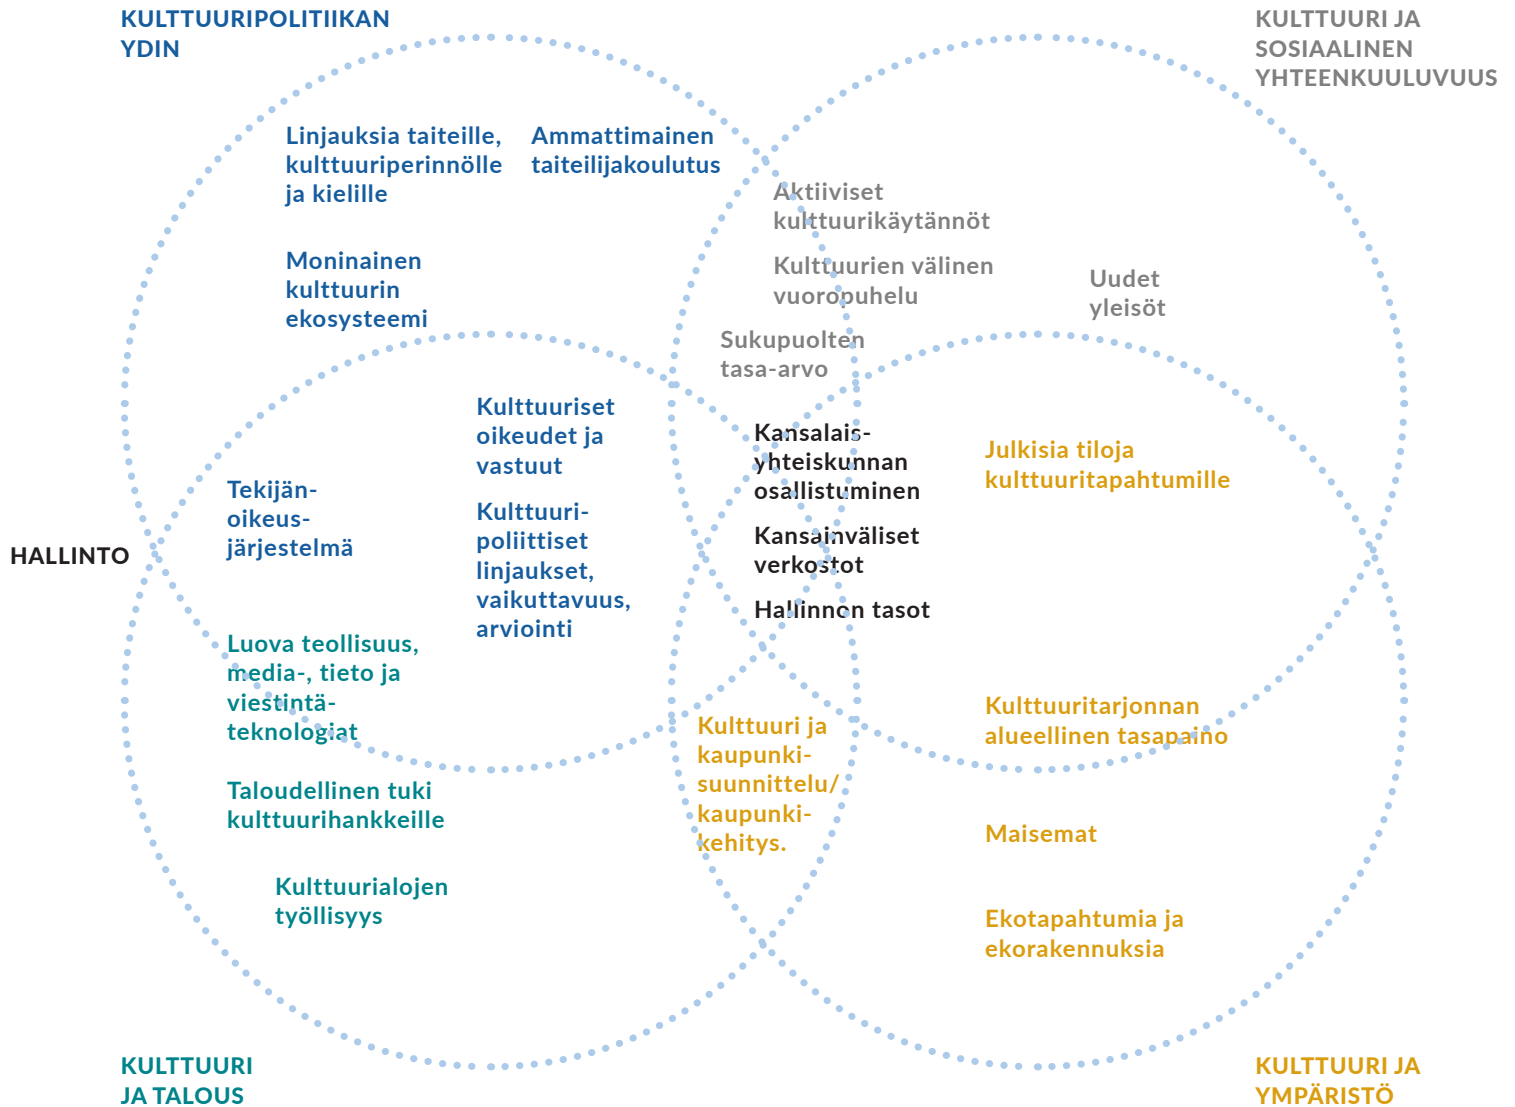 KULTTUURIPOLITIIKAN
YDIN
KULTTUURI JA
SOSIAALINEN
YHTEENKUULUVUUS
Linjauksia taiteille,
kulttuuriperinnölle
ja kielille
Ammattimainen
taiteilijakoulutus
Moninainen
kulttuurin
ekosysteemi
Aktiiviset
kulttuurikäytännöt
Kulttuurien välinen
vuoropuhelu
Uudet
yleisöt
Sukupuolten
tasa-arvo
Kulttuuriset
oikeudet ja
vastuut
Kulttuuri-
poliittiset
linjaukset,
vaikuttavuus,
arviointi
Tekijän-
oikeus-
järjestelmä
HALLINTO
Kansalais-
yhteiskunnan
osallistuminen
Kansainväliset
verkostot
Hallinnon tasot
Julkisia tiloja
kulttuuritapahtumille
Luova teollisuus,
media-, tieto ja
viestintä-
teknologiat
Taloudellinen tuki
kulttuurihankkeille
Kulttuurialojen
työllisyys
Kulttuuri ja
kaupunki-
suunnittelu/
kaupunki-
kehitys.
Kulttuuritarjonnan
alueellinen tasapaino
Maisemat
Ekotapahtumia ja
ekorakennuksia
KULTTUURI
JA TALOUS
KULTTUURI JA
YMPÄRISTÖ